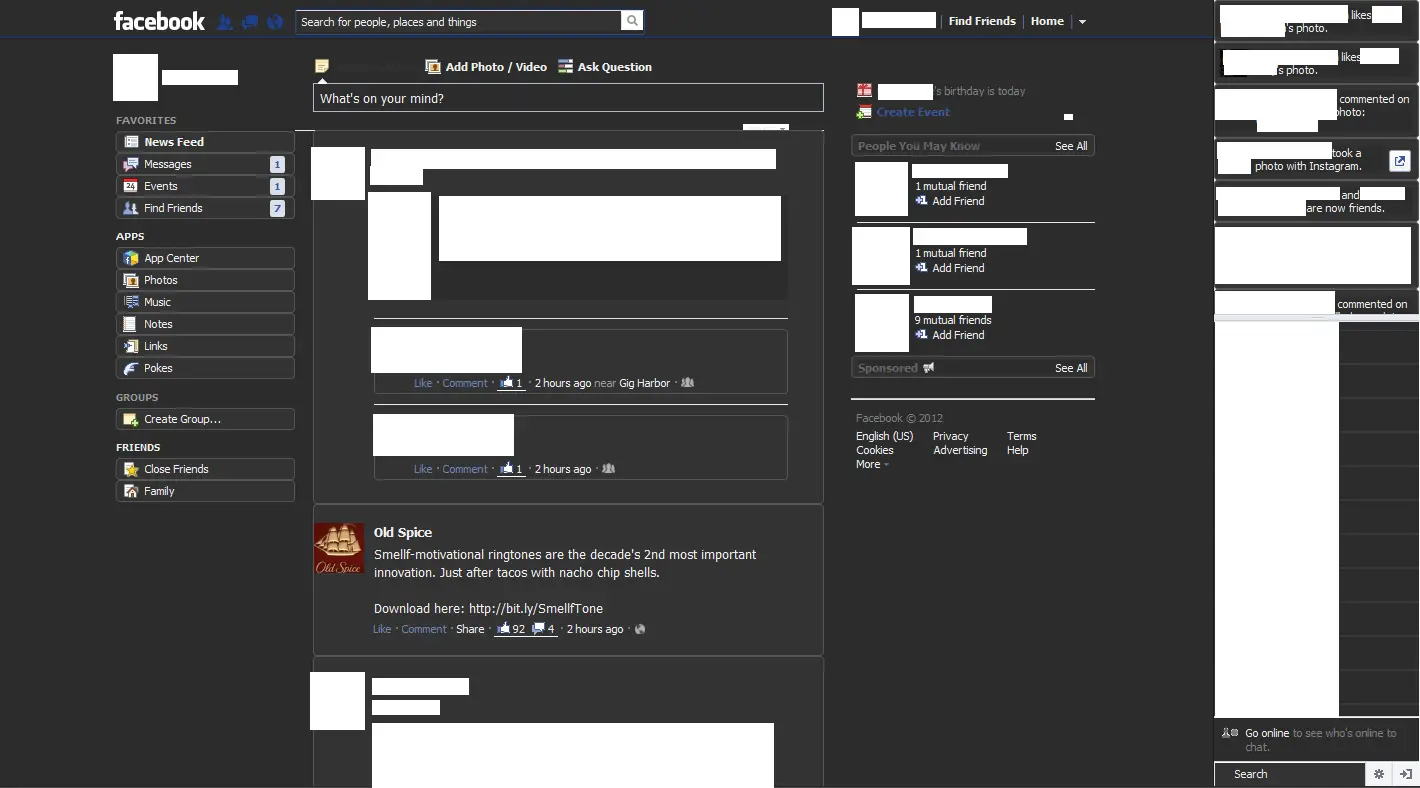 facebook
Search for people, places and things
Find Friends
Home
FAVORITES
News Feed
Messages 1
Events 1
Find Friends 7
APPS
App Center
Photos
Music
Notes
Links
Pokes
GROUPS
Create Group...
FRIENDS
Close Friends
Family
Add Photo / Video
Ask Question
What's on your mind?
Like · Comment · 1 · 2 hours ago near Gig Harbor ·
Like · Comment · 1 · 2 hours ago ·
Old Spice
Old Spice
Smellf-motivational ringtones are the decade's 2nd most important
innovation. Just after tacos with nacho chip shells.
Download here: http://bit.ly/SmellfTone
Like · Comment · Share · 92 4 · 2 hours ago ·
's birthday is today
Create Event
People You May Know See All
1 mutual friend
+1 Add Friend
1 mutual friend
+1 Add Friend
9 mutual friends
+1 Add Friend
Sponsored See All
Facebook © 2012
English (US) Privacy Terms
Cookies Advertising Help
More
likes
's photo.
likes
's photo.
commented on
photo:
took a
photo with Instagram.
and
are now friends.
commented on
Go online to see who's online to
chat.
Search